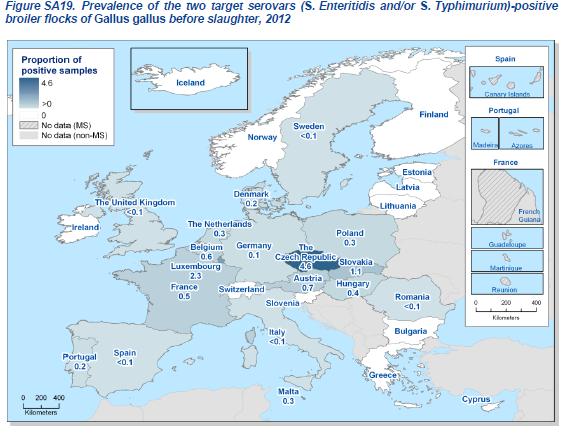 Figure SA19. Prevalence of the two target serovars (S. Enteritidis and/or S. Typhimurium)-positive
broiler flocks of Gallus gallus before slaughter, 2012
Proportion of
positive samples
4.6
>0
0
No data (MS)
No data (non-MS)
Iceland
Spain
Canary Islands
Portugal
Madeira
Azores
France
French
Guiana
Guadeloupe
Martinique
Reunion
0 200 400
Kilometers
Finland
Norway
Sweden
<0.1
Estonia
Latvia
Lithuania
Denmark
0.2
The United Kingdom
<0.1
Ireland
The Netherlands
0.3
Poland
0.3
Belgium
0.6
Germany
0.1
The
Czech Republic
4.6
Luxembourg
2.3
Slovakia
1.1
France
0.5
Switzerland
Austria
0.7
Hungary
0.4
Slovenia
Romania
<0.1
Italy
<0.1
Bulgaria
Portugal
0.2
Spain
<0.1
Greece
Malta
0.3
Cyprus
0 200 400
Kilometers